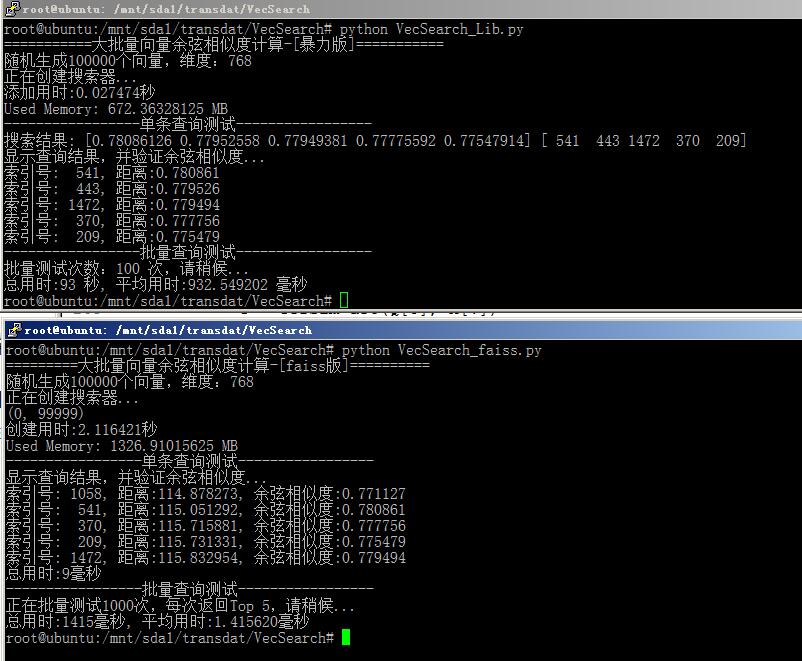 root@ubuntu: /mnt/sda1/transdat/VecSearch
root@ubuntu:/mnt/sda1/transdat/VecSearch# python VecSearch_Lib.py
===========大批量向量余弦相似度计算-[暴力版]===========
随机生成100000个向量，维度：768
正在创建搜索器...
添加用时:0.027474秒
Used Memory: 672.36328125 MB
-----------------单条查询测试-----------------
搜索结果: [0.78086126 0.77952558 0.77949381 0.77775592 0.77547914] [ 541  443 1472  370  209]
显示查询结果，并验证余弦相似度...
索引号:  541, 距离:0.780861
索引号:  443, 距离:0.779526
索引号: 1472, 距离:0.779494
索引号:  370, 距离:0.777756
索引号:  209, 距离:0.775479
-----------------批量查询测试-----------------
批量测试次数：100 次，请稍候...
总用时:93 秒, 平均用时:932.549202 毫秒
root@ubuntu:/mnt/sda1/transdat/VecSearch#
root@ubuntu: /mnt/sda1/transdat/VecSearch
root@ubuntu:/mnt/sda1/transdat/VecSearch# python VecSearch_faiss.py
=========大批量向量余弦相似度计算-[faiss版]==========
随机生成100000个向量，维度：768
正在创建搜索器...
(0, 99999)
创建用时:2.116421秒
Used Memory: 1326.91015625 MB
-----------------单条查询测试-----------------
显示查询结果，并验证余弦相似度...
索引号: 1058, 距离:114.878273, 余弦相似度:0.771127
索引号:  541, 距离:115.051292, 余弦相似度:0.780861
索引号:  370, 距离:115.715881, 余弦相似度:0.777756
索引号:  209, 距离:115.731331, 余弦相似度:0.775479
索引号: 1472, 距离:115.832954, 余弦相似度:0.779494
总用时:9毫秒
-----------------批量查询测试-----------------
正在批量测试1000次，每次返回Top 5，请稍候...
总用时:1415毫秒, 平均用时:1.415620毫秒
root@ubuntu:/mnt/sda1/transdat/VecSearch#